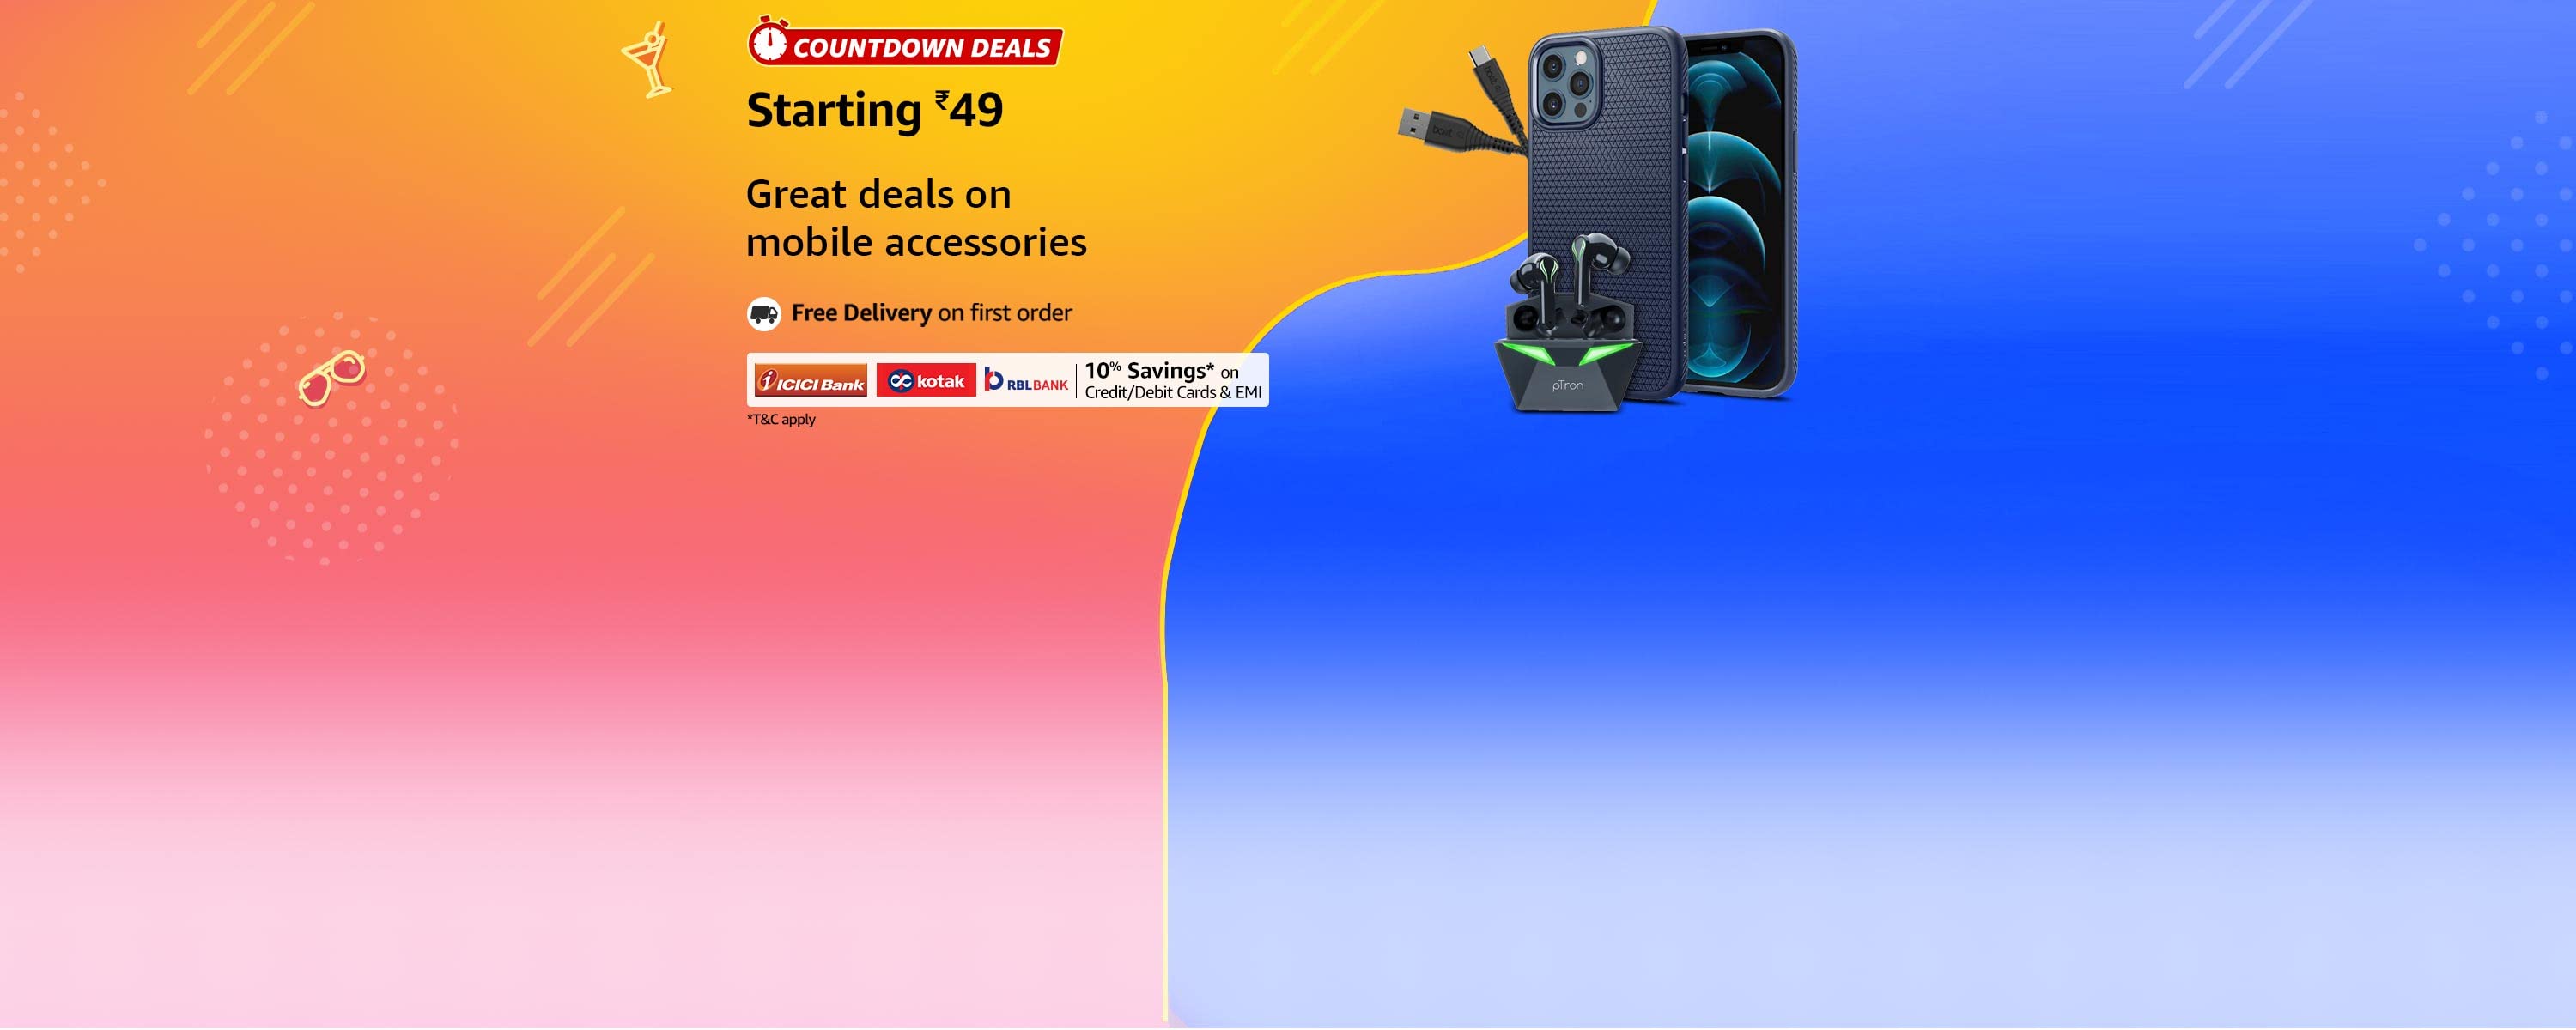 COUNTDOWN DEALS
Starting ₹49
Great deals on
mobile accessories
Free Delivery on first order
ICICI Bank kotak RBL BANK 10% Savings* on
Credit/Debit Cards & EMI
*T&C apply
pTron